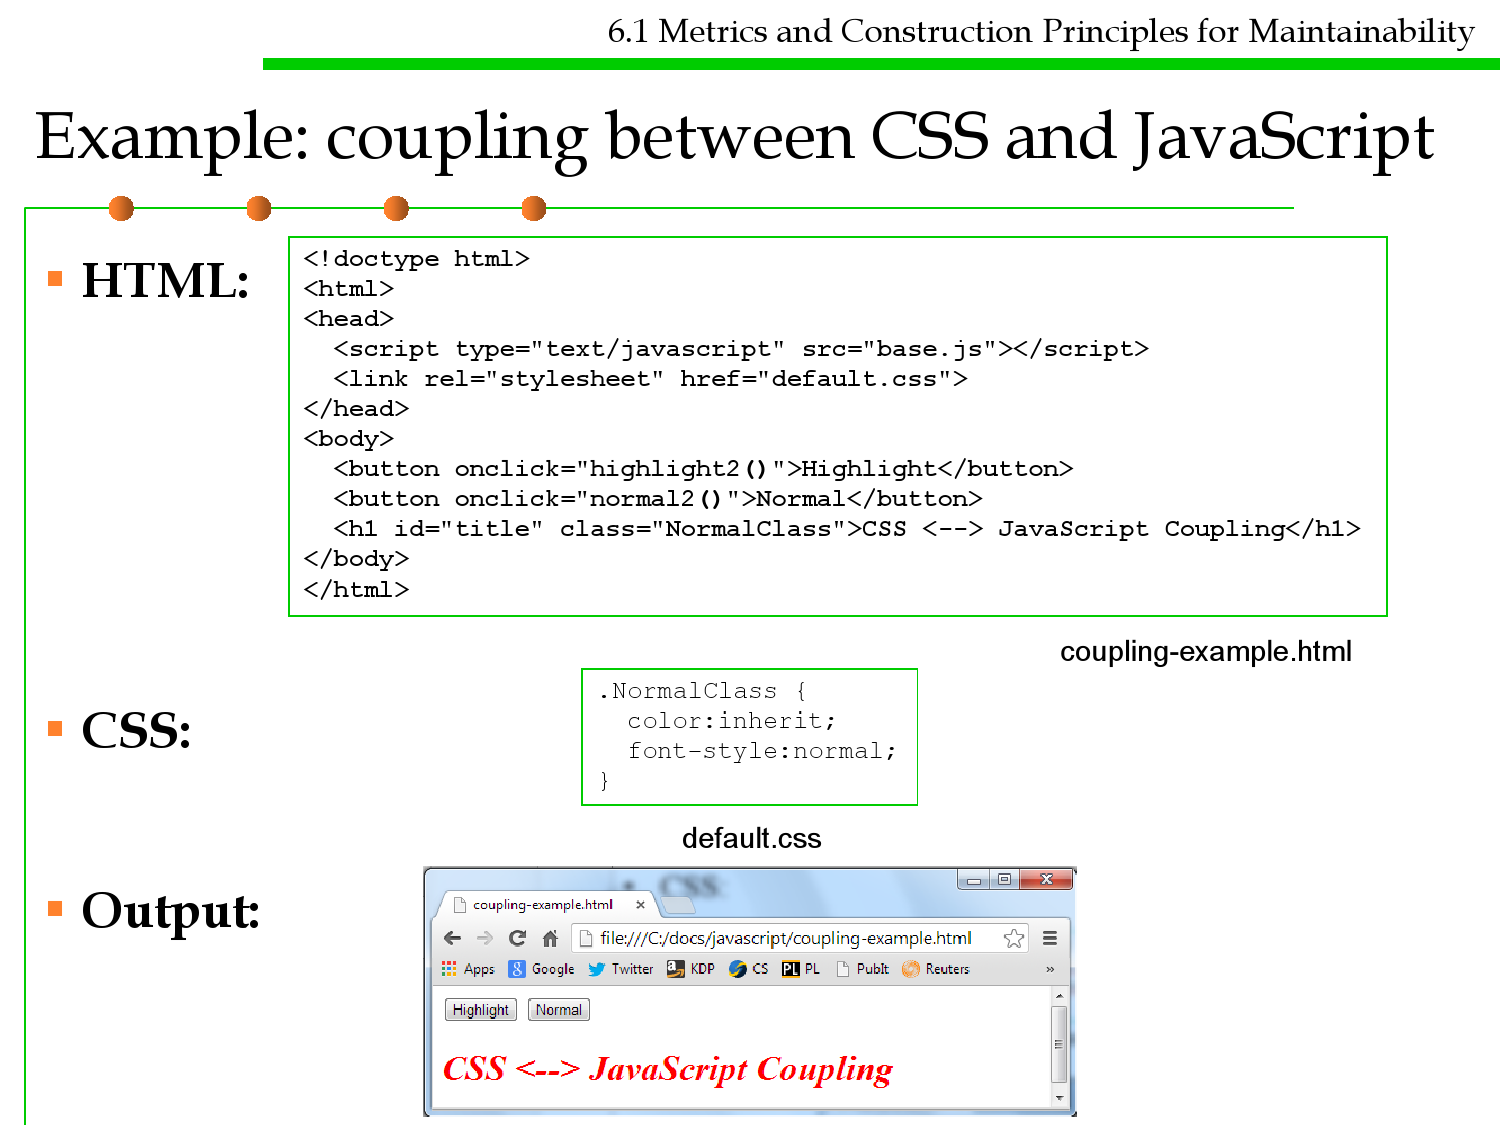 6.1 Metrics and Construction Principles for Maintainability
Example: coupling between CSS and JavaScript
HTML:
<!doctype html>
<html>
<head>
  <script type="text/javascript" src="base.js"></script>
  <link rel="stylesheet" href="default.css">
</head>
<body>
  <button onclick="highlight2()">Highlight</button>
  <button onclick="normal2()">Normal</button>
  <h1 id="title" class="NormalClass">CSS <--> JavaScript Coupling</h1>
</body>
</html>
coupling-example.html
CSS:
.NormalClass {
  color:inherit;
  font-style:normal;
}
default.css
Output:
CSS:
coupling-example.html
file:///C:/docs/javascript/coupling-example.html
Apps Google Twitter KDP CS PL PL PubIt Reuters »
Highlight Normal
CSS <--> JavaScript Coupling